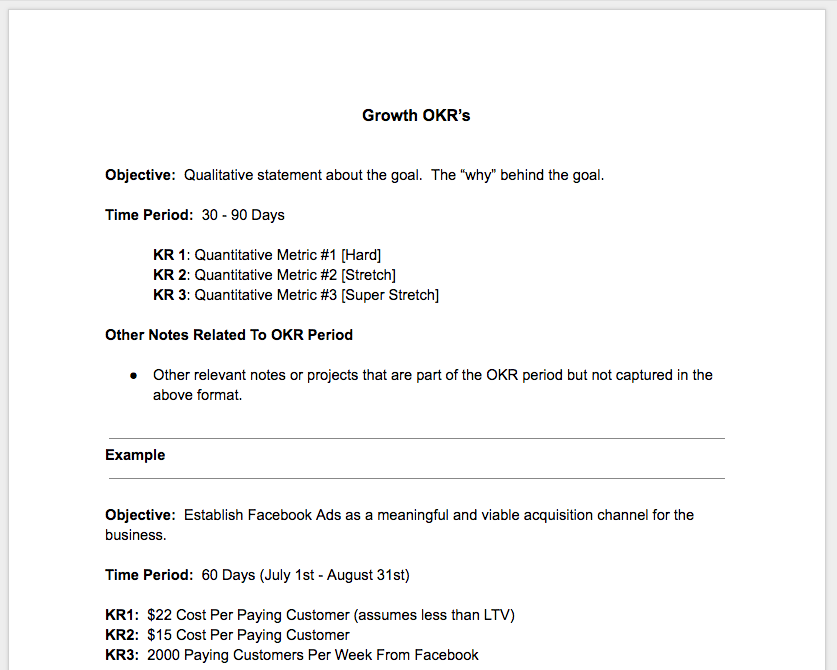 Growth OKR’s
Objective:  Qualitative statement about the goal.  The “why” behind the goal.
Time Period:  30 - 90 Days
KR 1: Quantitative Metric #1 [Hard]
KR 2: Quantitative Metric #2 [Stretch]
KR 3: Quantitative Metric #3 [Super Stretch]
Other Notes Related To OKR Period
● Other relevant notes or projects that are part of the OKR period but not captured in the
above format.
Example
Objective:  Establish Facebook Ads as a meaningful and viable acquisition channel for the
business.
Time Period:  60 Days (July 1st - August 31st)
KR1:  $22 Cost Per Paying Customer (assumes less than LTV)
KR2:  $15 Cost Per Paying Customer
KR3:  2000 Paying Customers Per Week From Facebook